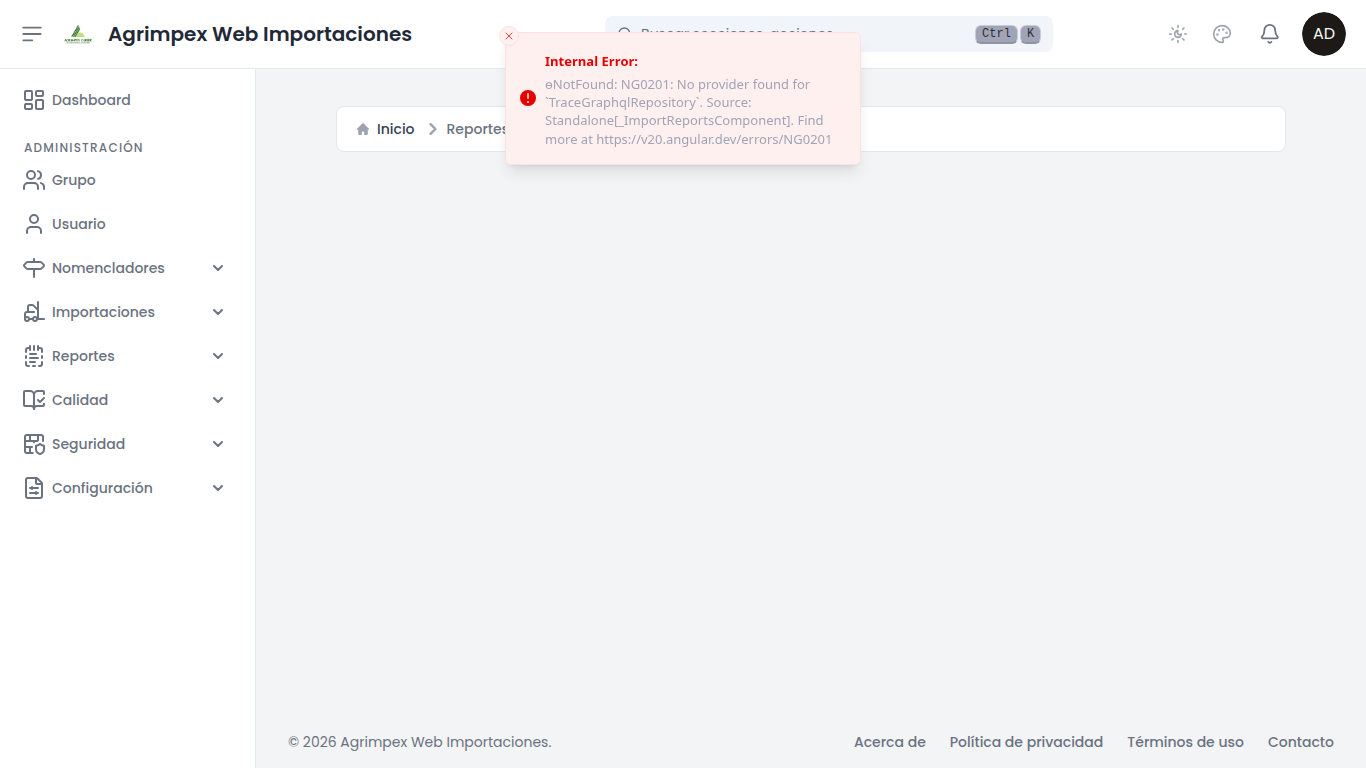 Agrimpex Web Importaciones
Ctrl K
AD
Internal Error:
ɵNotFound: NG0201: No provider found for
`TraceGraphqlRepository`. Source:
Standalone[_ImportReportsComponent]. Find
more at https://v20.angular.dev/errors/NG0201
Inicio
Reportes
Dashboard
ADMINISTRACIÓN
Grupo
Usuario
Nomencladores
Importaciones
Reportes
Calidad
Seguridad
Configuración
© 2026 Agrimpex Web Importaciones.
Acerca de Política de privacidad Términos de uso Contacto